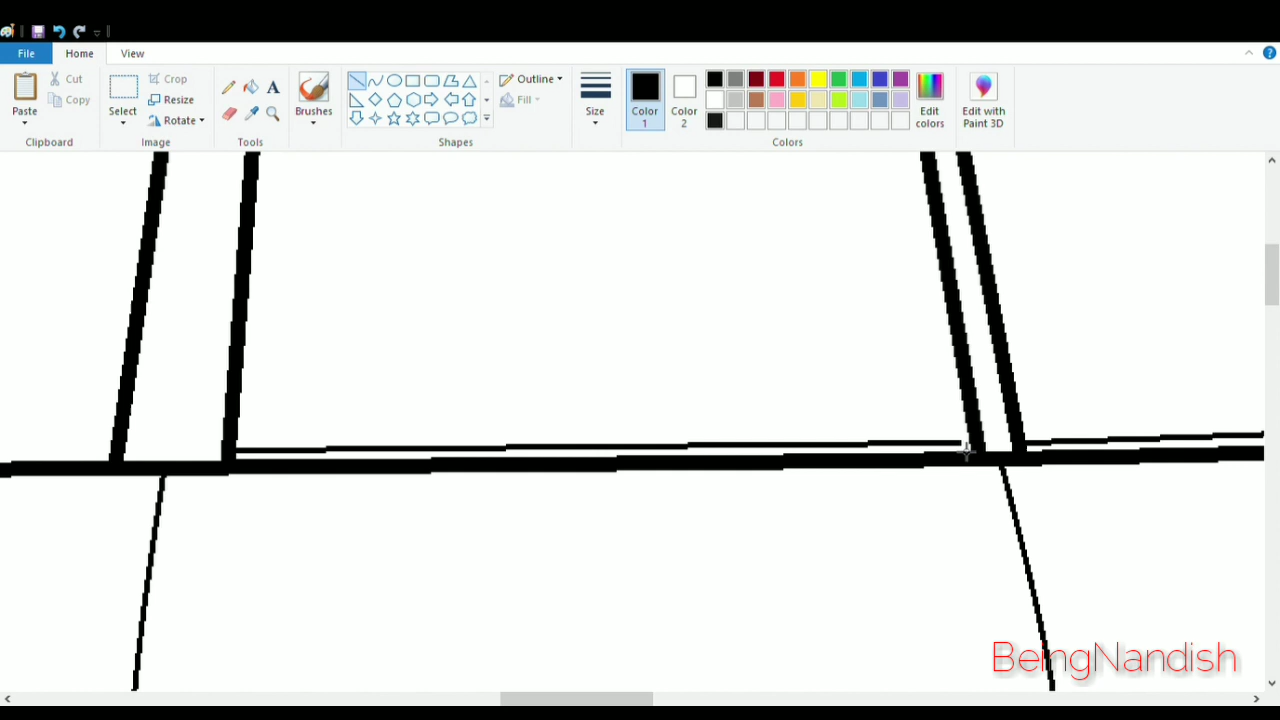 File Home View
Paste
Cut
Copy
Clipboard
Select
Crop
Resize
Rotate
Image
A
Tools
Brushes
Outline
Fill
Shapes
Size
Color
1
Color
2
Edit
colors
Colors
Edit with
Paint 3D
?
BeingNandish